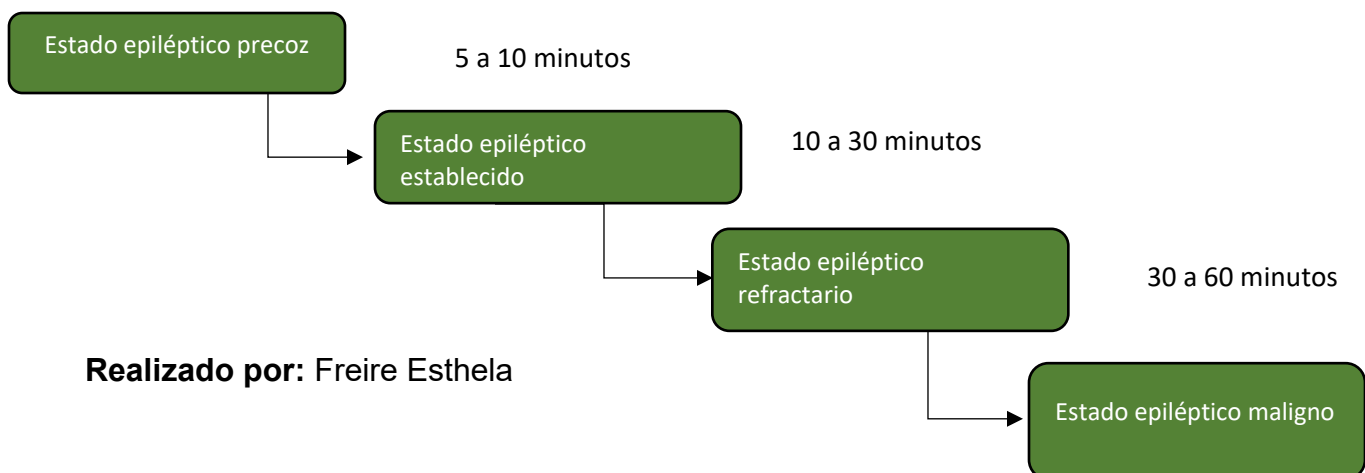 Estado epiléptico precoz
5 a 10 minutos
Estado epiléptico
establecido
10 a 30 minutos
Estado epiléptico
refractario
30 a 60 minutos
Realizado por: Freire Esthela
Estado epiléptico maligno